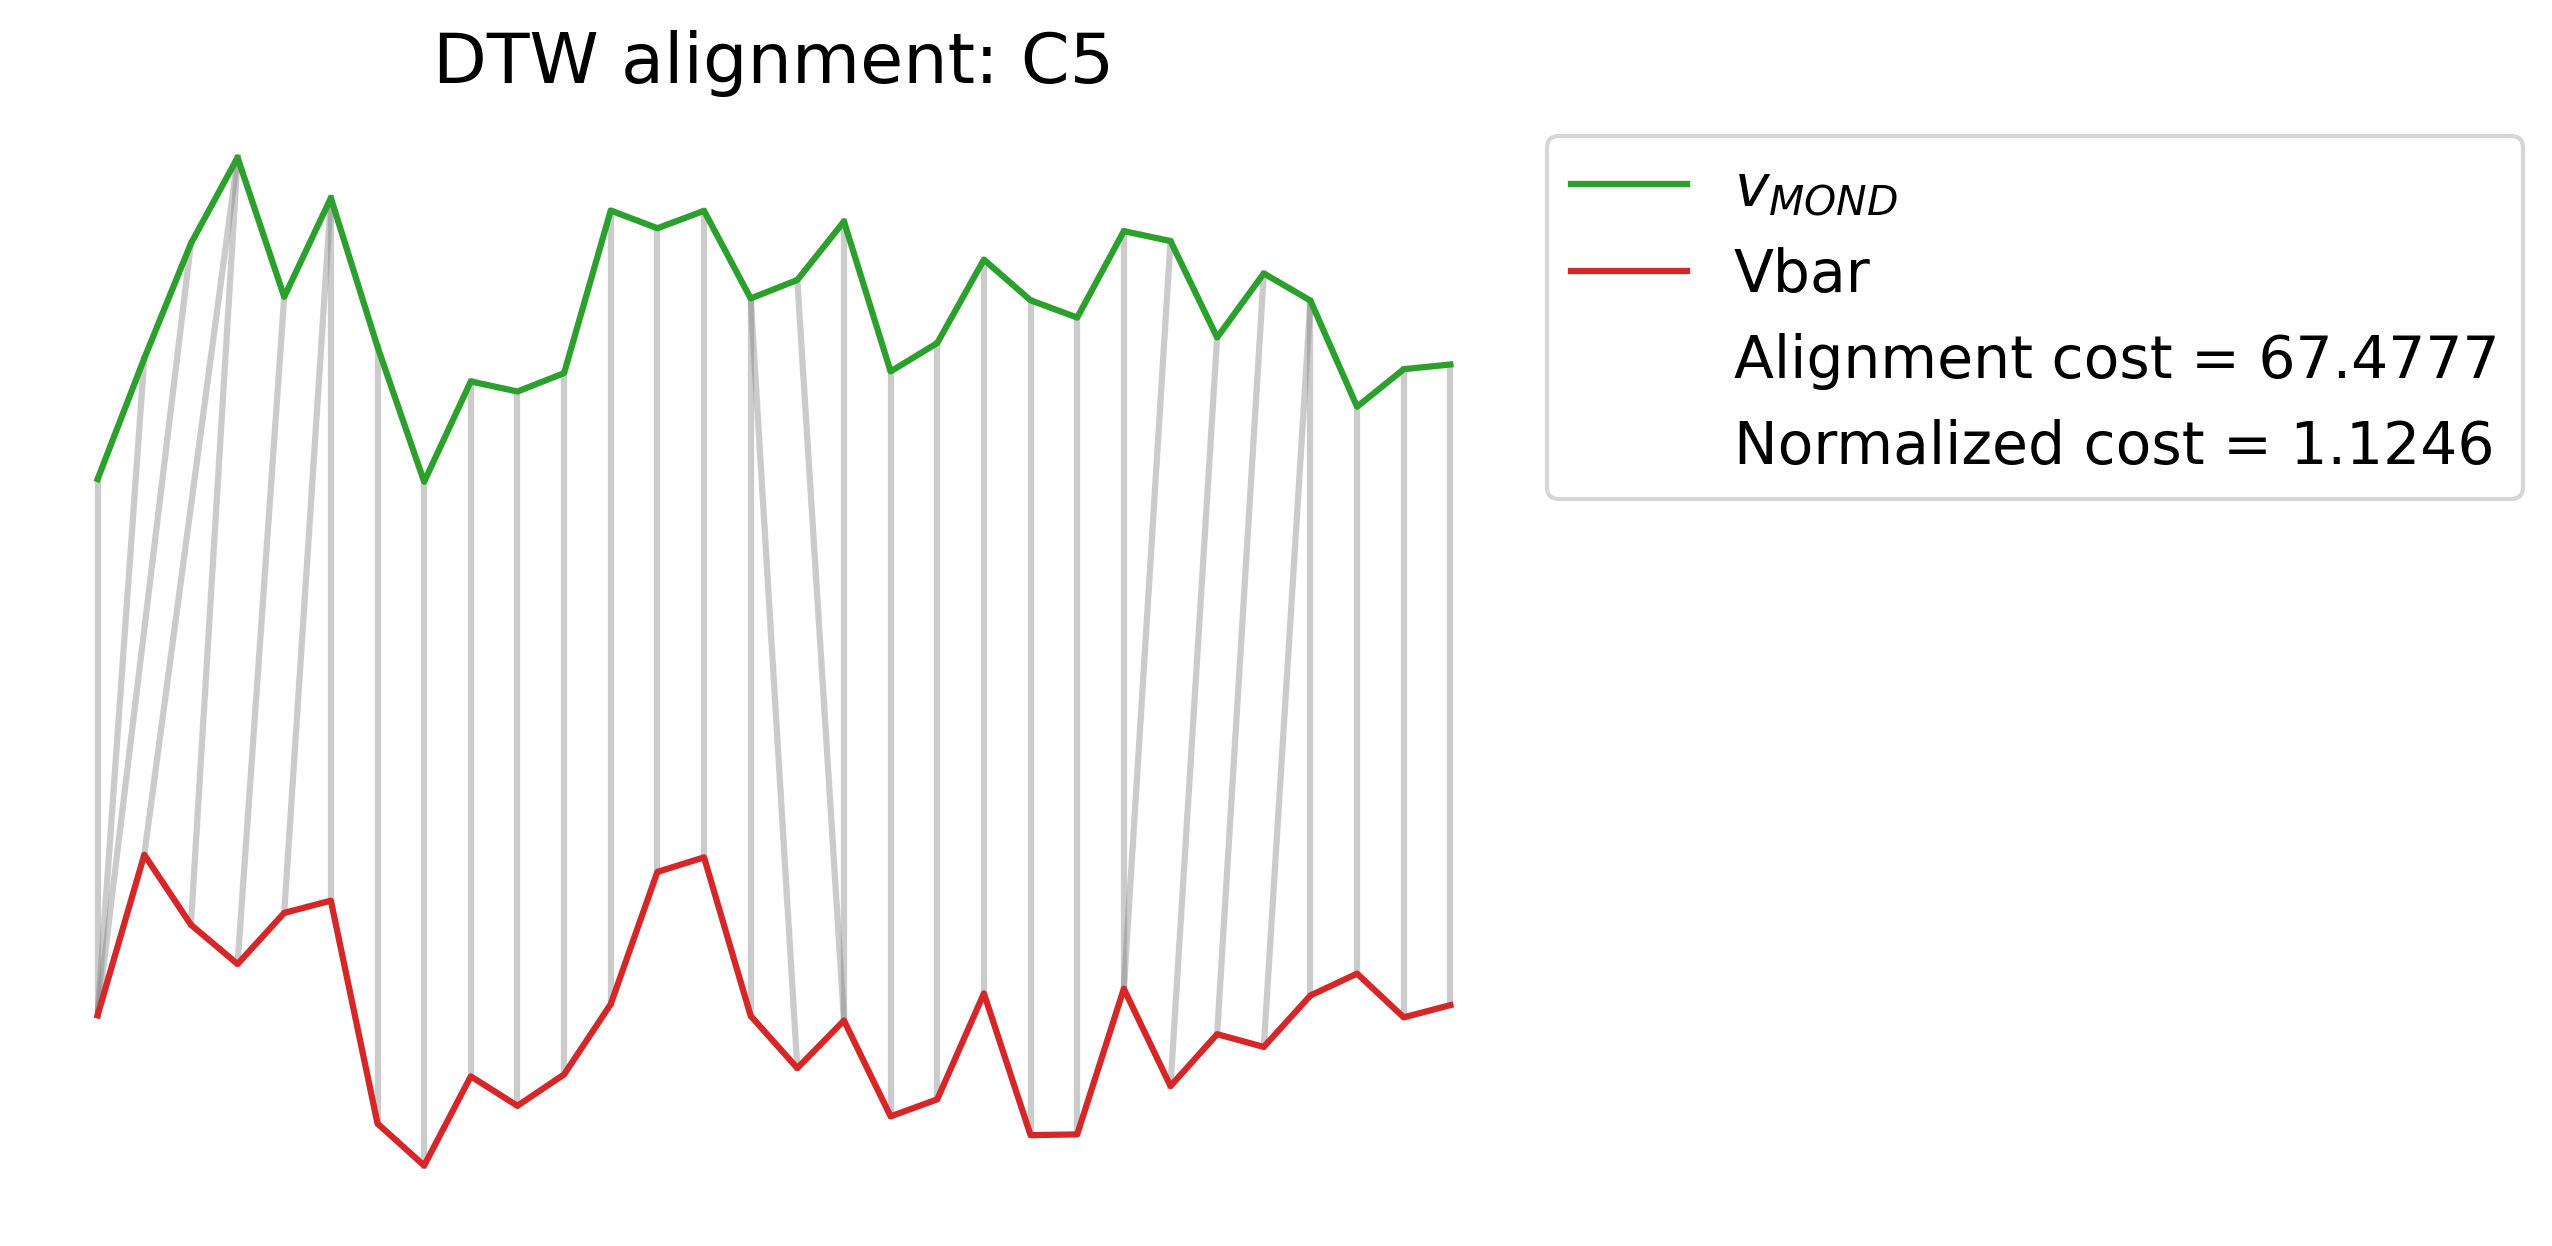 DTW alignment: C5
v_MOND
Vbar
Alignment cost = 67.4777
Normalized cost = 1.1246